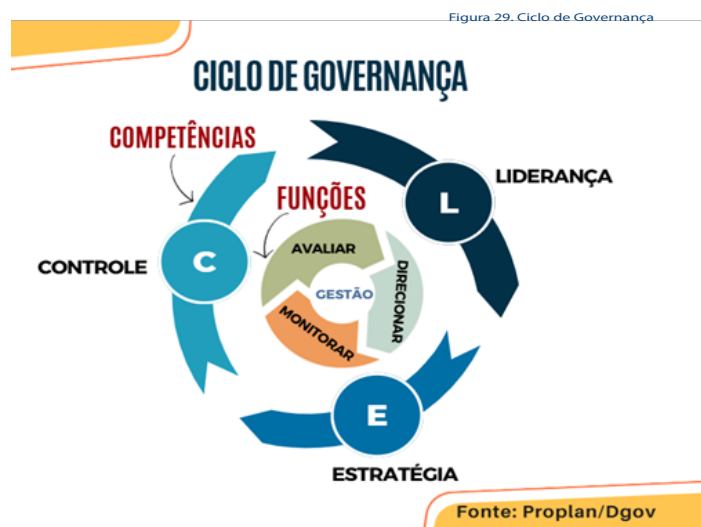 Figura 29. Ciclo de Governança
CICLO DE GOVERNANÇA
COMPETÊNCIAS
FUNÇÕES
L
LIDERANÇA
AVALIAR
DIRECIONAR
GESTÃO
MONITORAR
CONTROLE
C
E
ESTRATÉGIA
Fonte: Proplan/Dgov